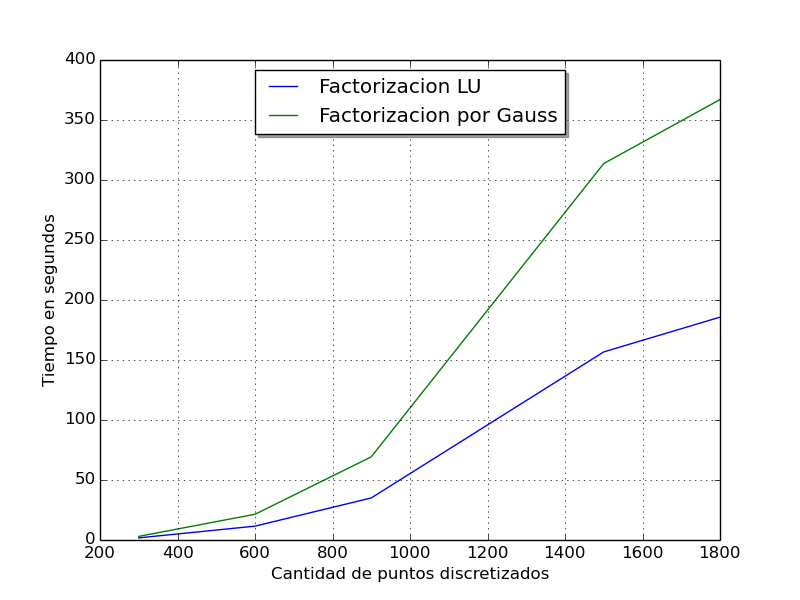 400
350
300
250
200
150
100
50
0
Tiempo en segundos
Factorizacion LU
Factorizacion por Gauss
200 400 600 800 1000 1200 1400 1600 1800
Cantidad de puntos discretizados